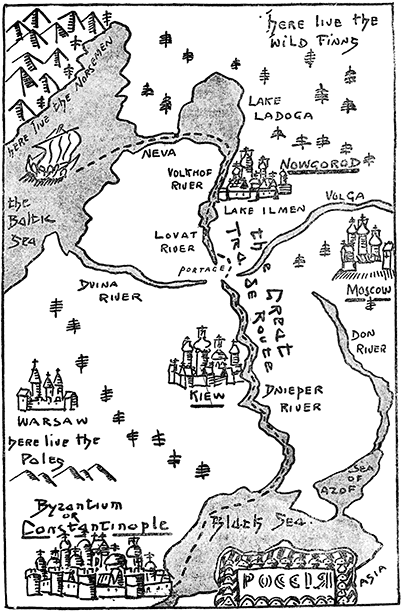 here live the
WILD FINNS
here live the NORSEMEN
LAKE
LADOGA
NEVA
VOLKHOF
RIVER
NOWGOROD
LAKE ILMEN
VOLGA
the
Baltic
Sea
LOVAT
RIVER
PORTAGE
MOSCOW
DUINA
RIVER
the GREAT
TRADE ROUTE
DON
RIVER
KIEW
DNIEPER
RIVER
WARSAW
here live the
Poles
SEA
OF
AZOF
Byzantium
or
Constantinople
Black Sea
РОССІЯ
ASIA